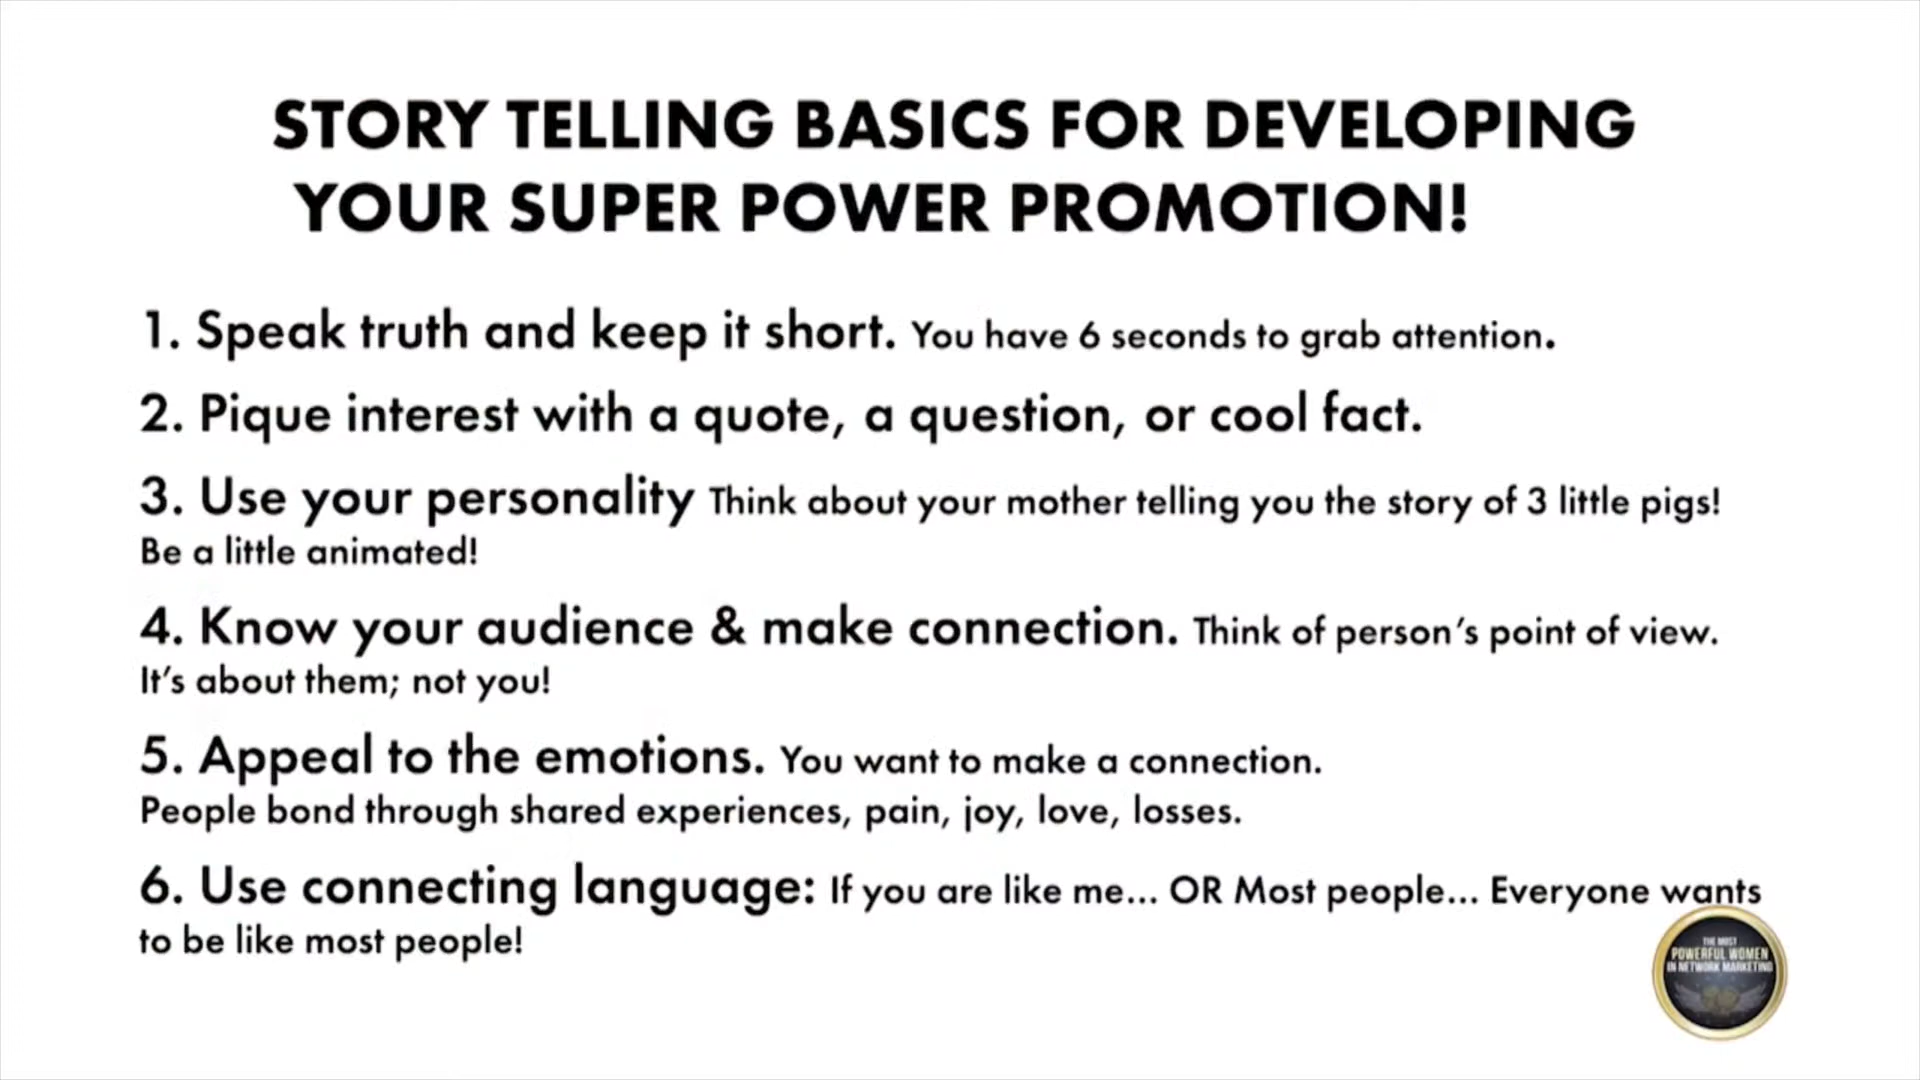 STORY TELLING BASICS FOR DEVELOPING
YOUR SUPER POWER PROMOTION!
1. Speak truth and keep it short. You have 6 seconds to grab attention.
2. Pique interest with a quote, a question, or cool fact.
3. Use your personality Think about your mother telling you the story of 3 little pigs!
Be a little animated!
4. Know your audience & make connection. Think of person's point of view.
It's about them; not you!
5. Appeal to the emotions. You want to make a connection.
People bond through shared experiences, pain, joy, love, losses.
6. Use connecting language: If you are like me... OR Most people... Everyone wants
to be like most people!
THE MOST
POWERFUL WOMEN
IN NETWORK MARKETING